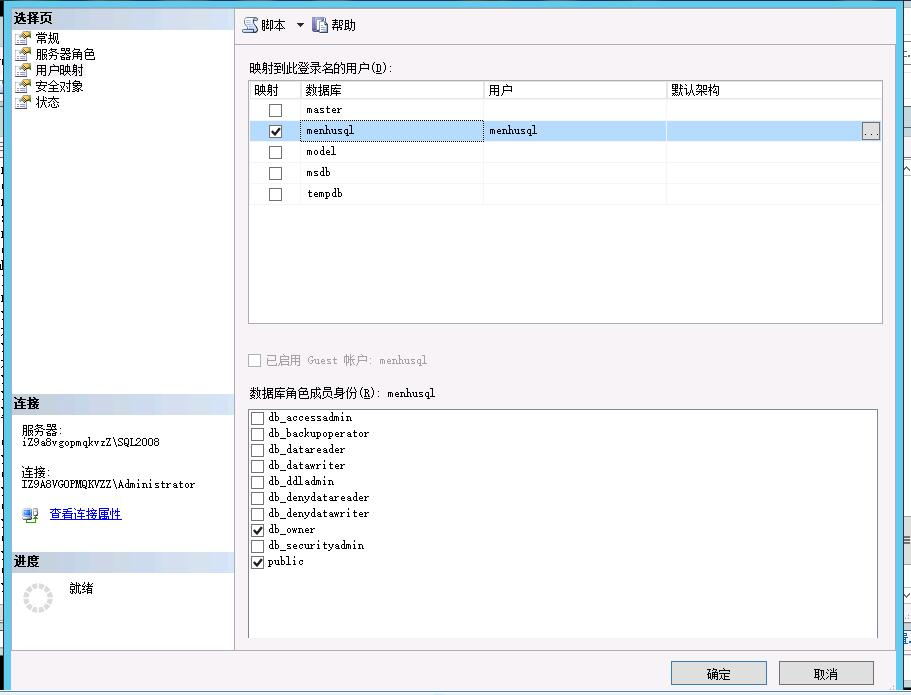 选择页
常规
服务器角色
用户映射
安全对象
状态
脚本 帮助
映射到此登录名的用户(D):
映射 数据库 用户 默认架构
master
menhusql menhusql ...
model
msdb
tempdb
已启用 Guest 帐户: menhusql
数据库角色成员身份(R): menhusql
db_accessadmin
db_backupoperator
db_datareader
db_datawriter
db_ddladmin
db_denydatareader
db_denydatawriter
db_owner
db_securityadmin
public
连接
服务器:
iZ9a8vgopmqkvzZ\SQL2008
连接:
IZ9A8VGOPMQKVZZ\Administrator
查看连接属性
进度
就绪
确定 取消